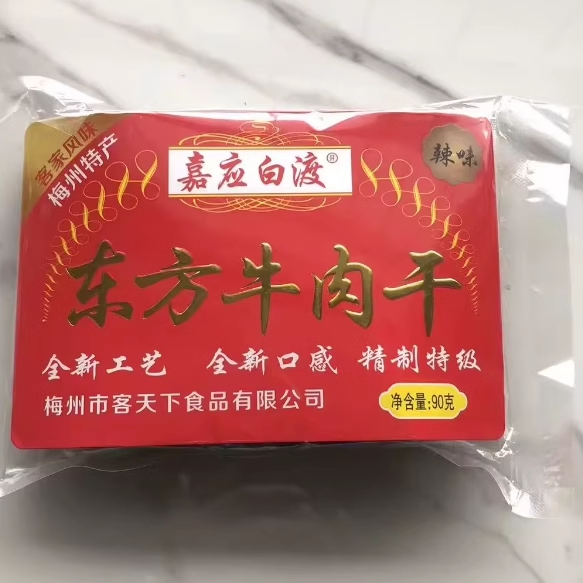 客家风味
梅州特产
嘉应白渡®
辣味
东方牛肉干
全新工艺 全新口感 精制特级
梅州市客天下食品有限公司
净含量:90克